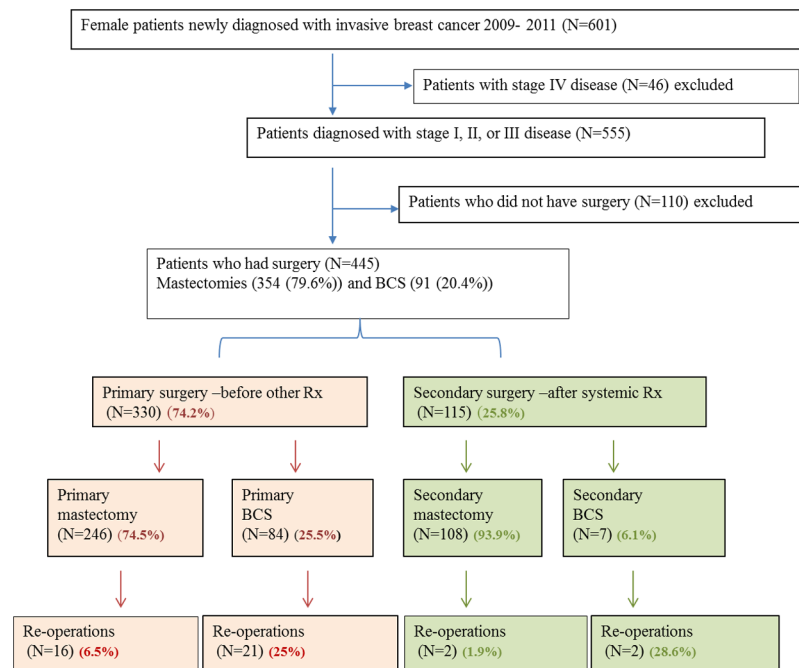 Female patients newly diagnosed with invasive breast cancer 2009- 2011 (N=601)
Patients with stage IV disease (N=46) excluded
Patients diagnosed with stage I, II, or III disease (N=555)
Patients who did not have surgery (N=110) excluded
Patients who had surgery (N=445)
Mastectomies (354 (79.6%)) and BCS (91 (20.4%))
Primary surgery –before other Rx
(N=330) (74.2%)
Secondary surgery –after systemic Rx
(N=115) (25.8%)
Primary
mastectomy
(N=246) (74.5%)
Primary
BCS
(N=84) (25.5%)
Secondary
mastectomy
(N=108) (93.9%)
Secondary
BCS
(N=7) (6.1%)
Re-operations
(N=16) (6.5%)
Re-operations
(N=21) (25%)
Re-operations
(N=2) (1.9%)
Re-operations
(N=2) (28.6%)